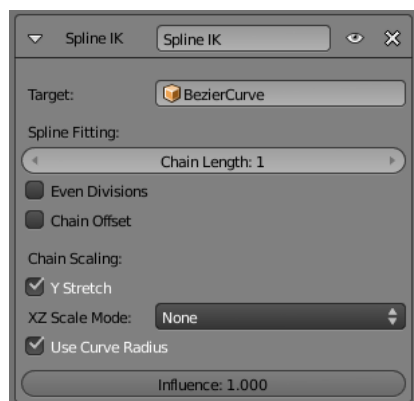 Spline IK Spline IK
Target: BezierCurve
Spline Fitting:
Chain Length: 1
Even Divisions
Chain Offset
Chain Scaling:
Y Stretch
XZ Scale Mode: None
Use Curve Radius
Influence: 1.000